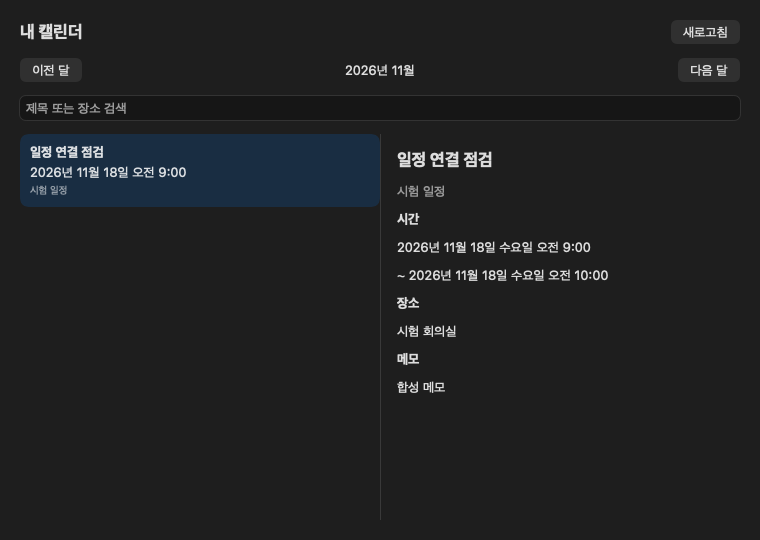 내 캘린더
새로고침
이전 달
2026년 11월
다음 달
제목 또는 장소 검색
일정 연결 점검
2026년 11월 18일 오전 9:00
시험 일정
일정 연결 점검
시험 일정
시간
2026년 11월 18일 수요일 오전 9:00
~ 2026년 11월 18일 수요일 오전 10:00
장소
시험 회의실
메모
합성 메모